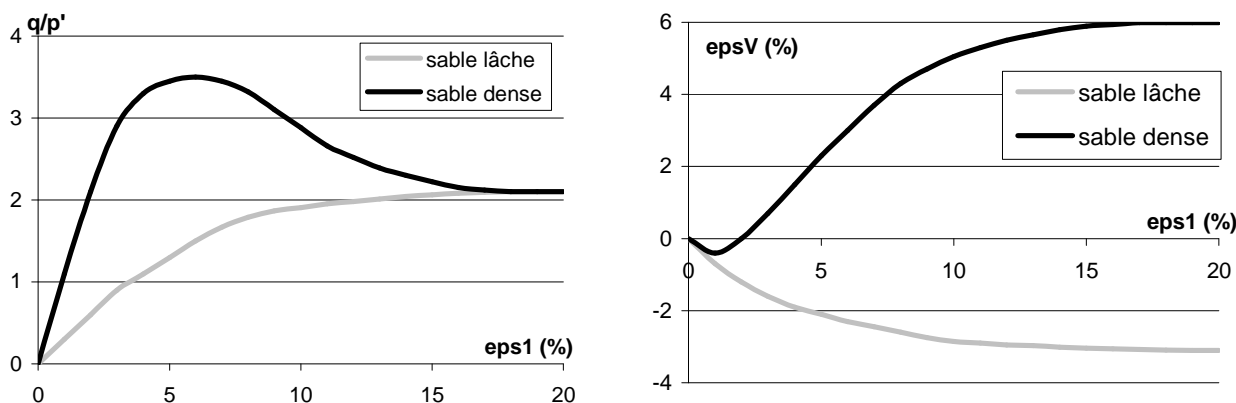 q/p'
4
3
2
1
0
sable lâche
sable dense
eps1 (%)
0
5
10
15
20
6
4
2
0
-2
-4
epsV (%)
sable lâche
sable dense
eps1 (%)
0
5
10
15
20